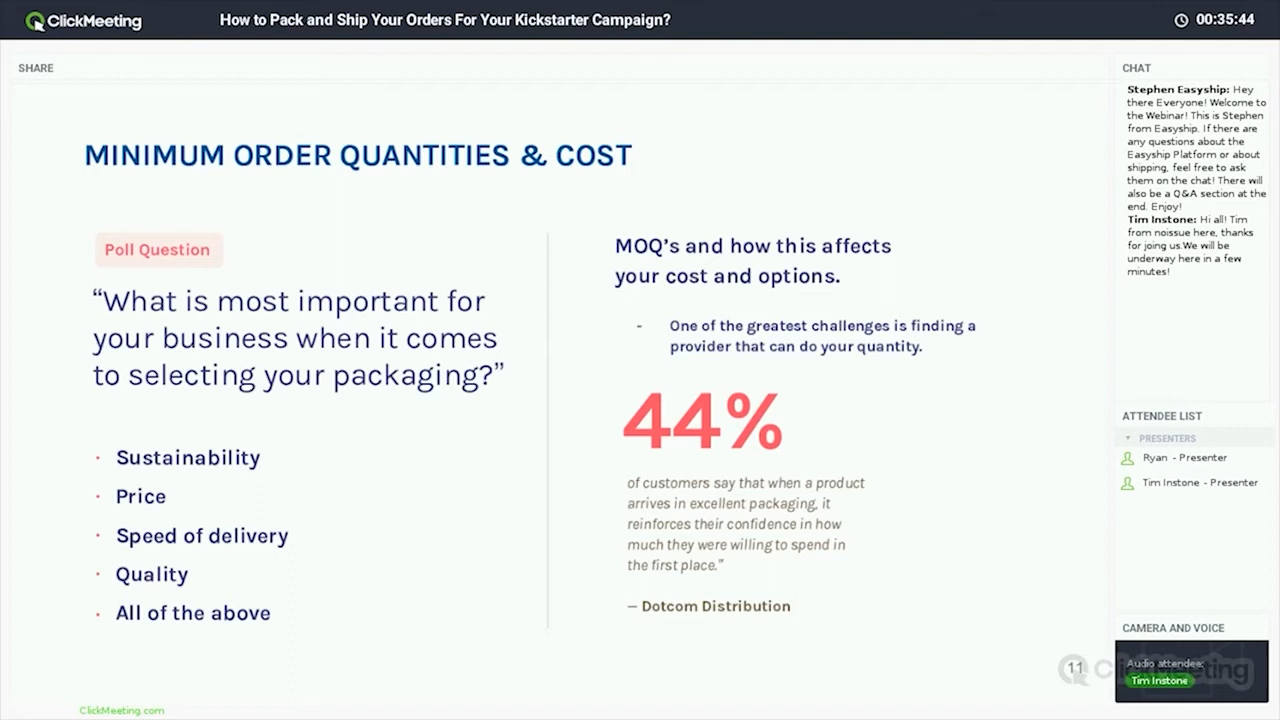 ClickMeeting
How to Pack and Ship Your Orders For Your Kickstarter Campaign?
00:35:44
SHARE
MINIMUM ORDER QUANTITIES & COST
Poll Question
“What is most important for
your business when it comes
to selecting your packaging?”
· Sustainability
· Price
· Speed of delivery
· Quality
· All of the above
MOQ’s and how this affects
your cost and options.
- One of the greatest challenges is finding a
provider that can do your quantity.
44%
of customers say that when a product
arrives in excellent packaging, it
reinforces their confidence in how
much they were willing to spend in
the first place.”
— Dotcom Distribution
11
ClickMeeting.com
CHAT
Stephen Easyship: Hey
there Everyone! Welcome to
the Webinar! This is Stephen
from Easyship. If there are
any questions about the
Easyship Platform or about
shipping, feel free to ask
them on the chat! There will
also be a Q&A section at the
end. Enjoy!
Tim Instone: Hi all! Tim
from noissue here, thanks
for joing us.We will be
underway here in a few
minutes!
ATTENDEE LIST
PRESENTERS
Ryan - Presenter
Tim Instone - Presenter
CAMERA AND VOICE
Audio attendee:
Tim Instone
ClickMeeting